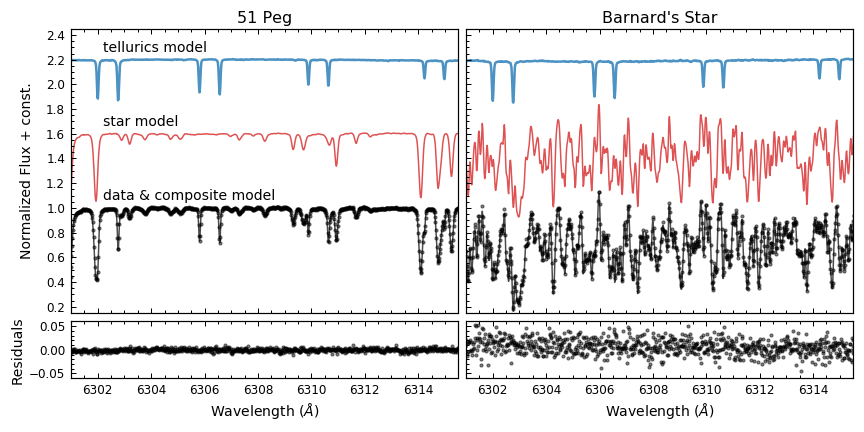 51 Peg
Barnard's Star
Normalized Flux + const.
2.4
2.2
2.0
1.8
1.6
1.4
1.2
1.0
0.8
0.6
0.4
0.2
tellurics model
star model
data & composite model
Residuals
0.05
0.00
−0.05
6302 6304 6306 6308 6310 6312 6314
6302 6304 6306 6308 6310 6312 6314
Wavelength (Å)
Wavelength (Å)